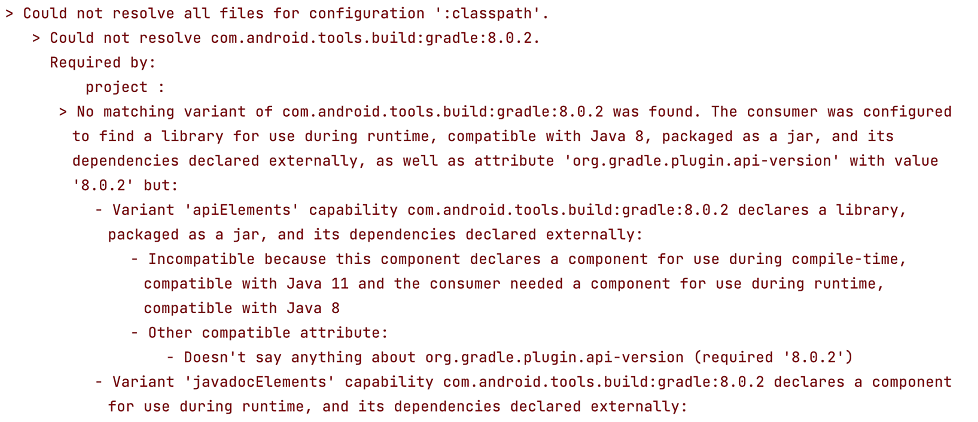 > Could not resolve all files for configuration ':classpath'.
> Could not resolve com.android.tools.build:gradle:8.0.2.
Required by:
project :
> No matching variant of com.android.tools.build:gradle:8.0.2 was found. The consumer was configured
to find a library for use during runtime, compatible with Java 8, packaged as a jar, and its
dependencies declared externally, as well as attribute 'org.gradle.plugin.api-version' with value
'8.0.2' but:
- Variant 'apiElements' capability com.android.tools.build:gradle:8.0.2 declares a library,
packaged as a jar, and its dependencies declared externally:
- Incompatible because this component declares a component for use during compile-time,
compatible with Java 11 and the consumer needed a component for use during runtime,
compatible with Java 8
- Other compatible attribute:
- Doesn't say anything about org.gradle.plugin.api-version (required '8.0.2')
- Variant 'javadocElements' capability com.android.tools.build:gradle:8.0.2 declares a component
for use during runtime, and its dependencies declared externally: